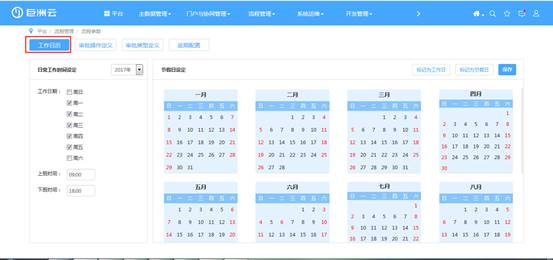 巨洲云 平台 主数据管理 门户与协同管理 流程管理 系统运维 开发管理
平台 / 流程管理 / 流程参数
工作日历 审批操作定义 审批类型定义 逾期配置
日常工作时间设定 2017年
工作日期： 周日
周一
周二
周三
周四
周五
周六
上班时间： 09:00
下班时间： 18:00
节假日设定 标记为工作日 标记为节假日 保存
一月 二月 三月 四月
日 一 二 三 四 五 六 日 一 二 三 四 五 六 日 一 二 三 四 五 六 日 一 二 三 四 五 六
1 2 3 4 5 6 7 1 2 3 4 1 2 3 4 1
8 9 10 11 12 13 14 5 6 7 8 9 10 11 5 6 7 8 9 10 11 2 3 4 5 6 7 8
15 16 17 18 19 20 21 12 13 14 15 16 17 18 12 13 14 15 16 17 18 9 10 11 12 13 14 15
22 23 24 25 26 27 28 19 20 21 22 23 24 25 19 20 21 22 23 24 25 16 17 18 19 20 21 22
29 30 31 26 27 28 26 27 28 29 30 31 23 24 25 26 27 28 29
30
五月 六月 七月 八月
日 一 二 三 四 五 六 日 一 二 三 四 五 六 日 一 二 三 四 五 六 日 一 二 三 四 五 六
1 2 3 4 5 6 1 2 3 1 1 2 3 4 5
7 8 9 10 11 12 13 4 5 6 7 8 9 10 2 3 4 5 6 7 8 6 7 8 9 10 11 12
14 15 16 17 18 19 20 11 12 13 14 15 16 17 9 10 11 12 13 14 15 13 14 15 16 17 18 19